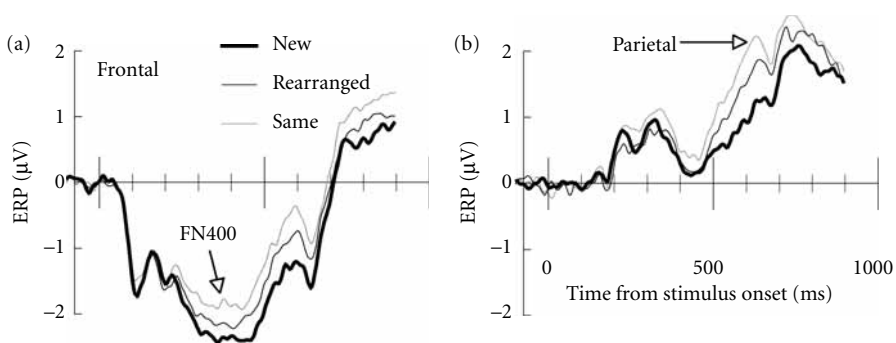 (a)
2
1
0
−1
−2
ERP (µV)
Frontal
New
Rearranged
Same
FN400
(b)
2
1
0
−1
−2
ERP (µV)
Parietal
0 500 1000
Time from stimulus onset (ms)